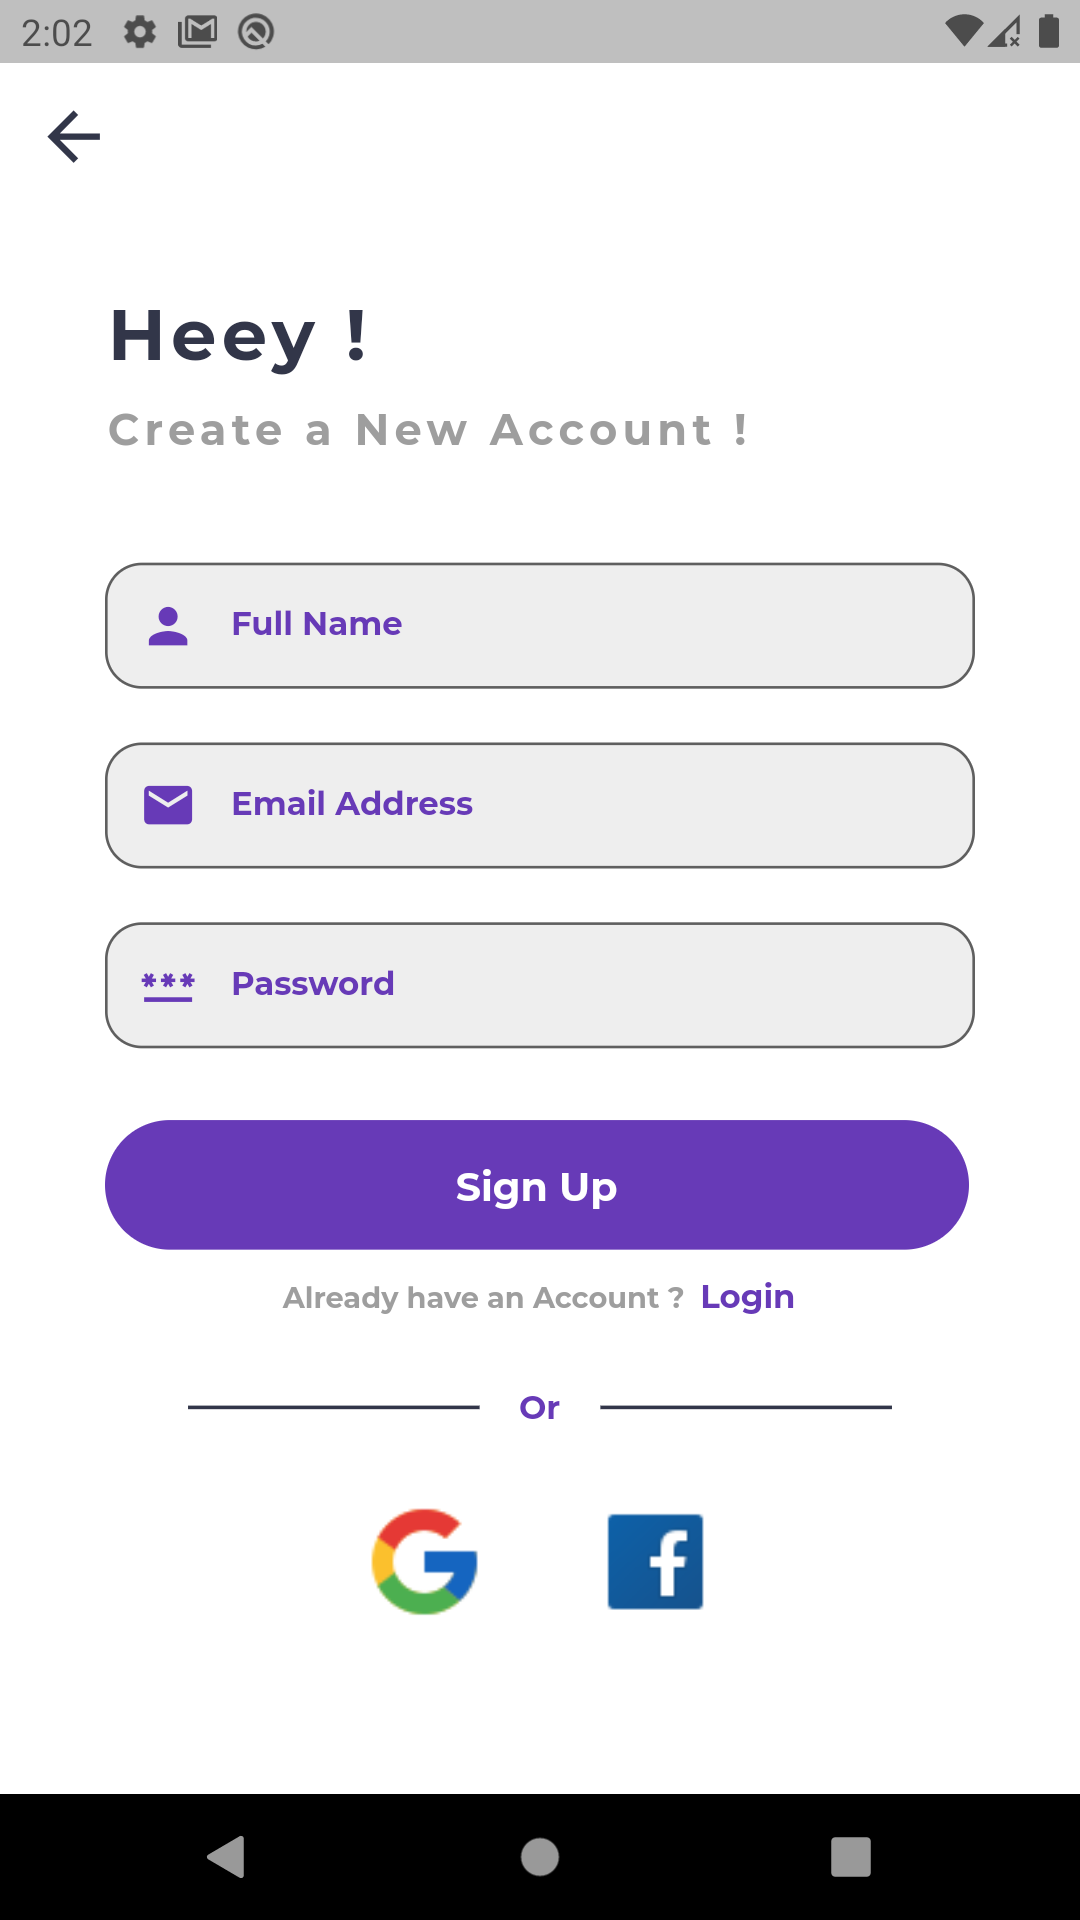 2:02
Heey !
Create a New Account !
Full Name
Email Address
*** Password
Sign Up
Already have an Account ? Login
Or